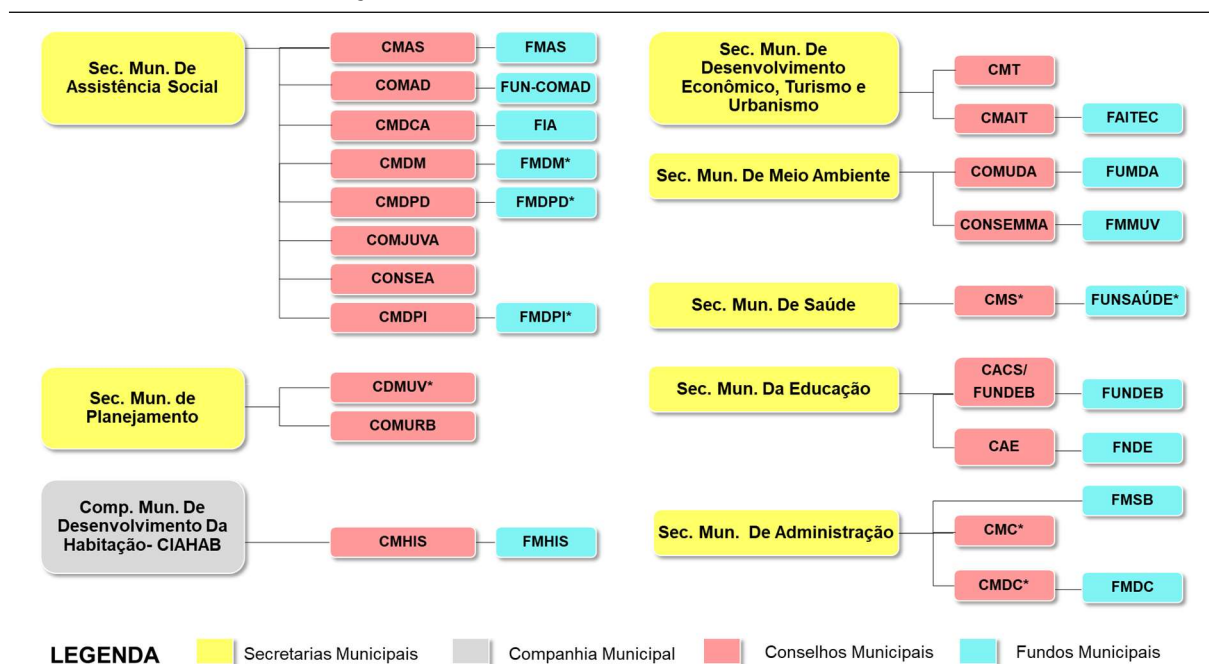 Sec. Mun. De
Assistência Social
CMAS
FMAS
COMAD
FUN-COMAD
CMDCA
FIA
CMDM
FMDM*
CMDPD
FMDPD*
COMJUVA
CONSEA
CMDPI
FMDPI*
Sec. Mun. de
Planejamento
CDMUV*
COMURB
Comp. Mun. De
Desenvolvimento Da
Habitação- CIAHAB
CMHIS
FMHIS
Sec. Mun. De
Desenvolvimento
Econômico, Turismo e
Urbanismo
CMT
CMAIT
FAITEC
Sec. Mun. De Meio Ambiente
COMUDA
FUMDA
CONSEMMA
FMMUV
Sec. Mun. De Saúde
CMS*
FUNSAÚDE*
Sec. Mun. Da Educação
CACS/
FUNDEB
FUNDEB
CAE
FNDE
Sec. Mun. De Administração
FMSB
CMC*
CMDC*
FMDC
LEGENDA
Secretarias Municipais
Companhia Municipal
Conselhos Municipais
Fundos Municipais